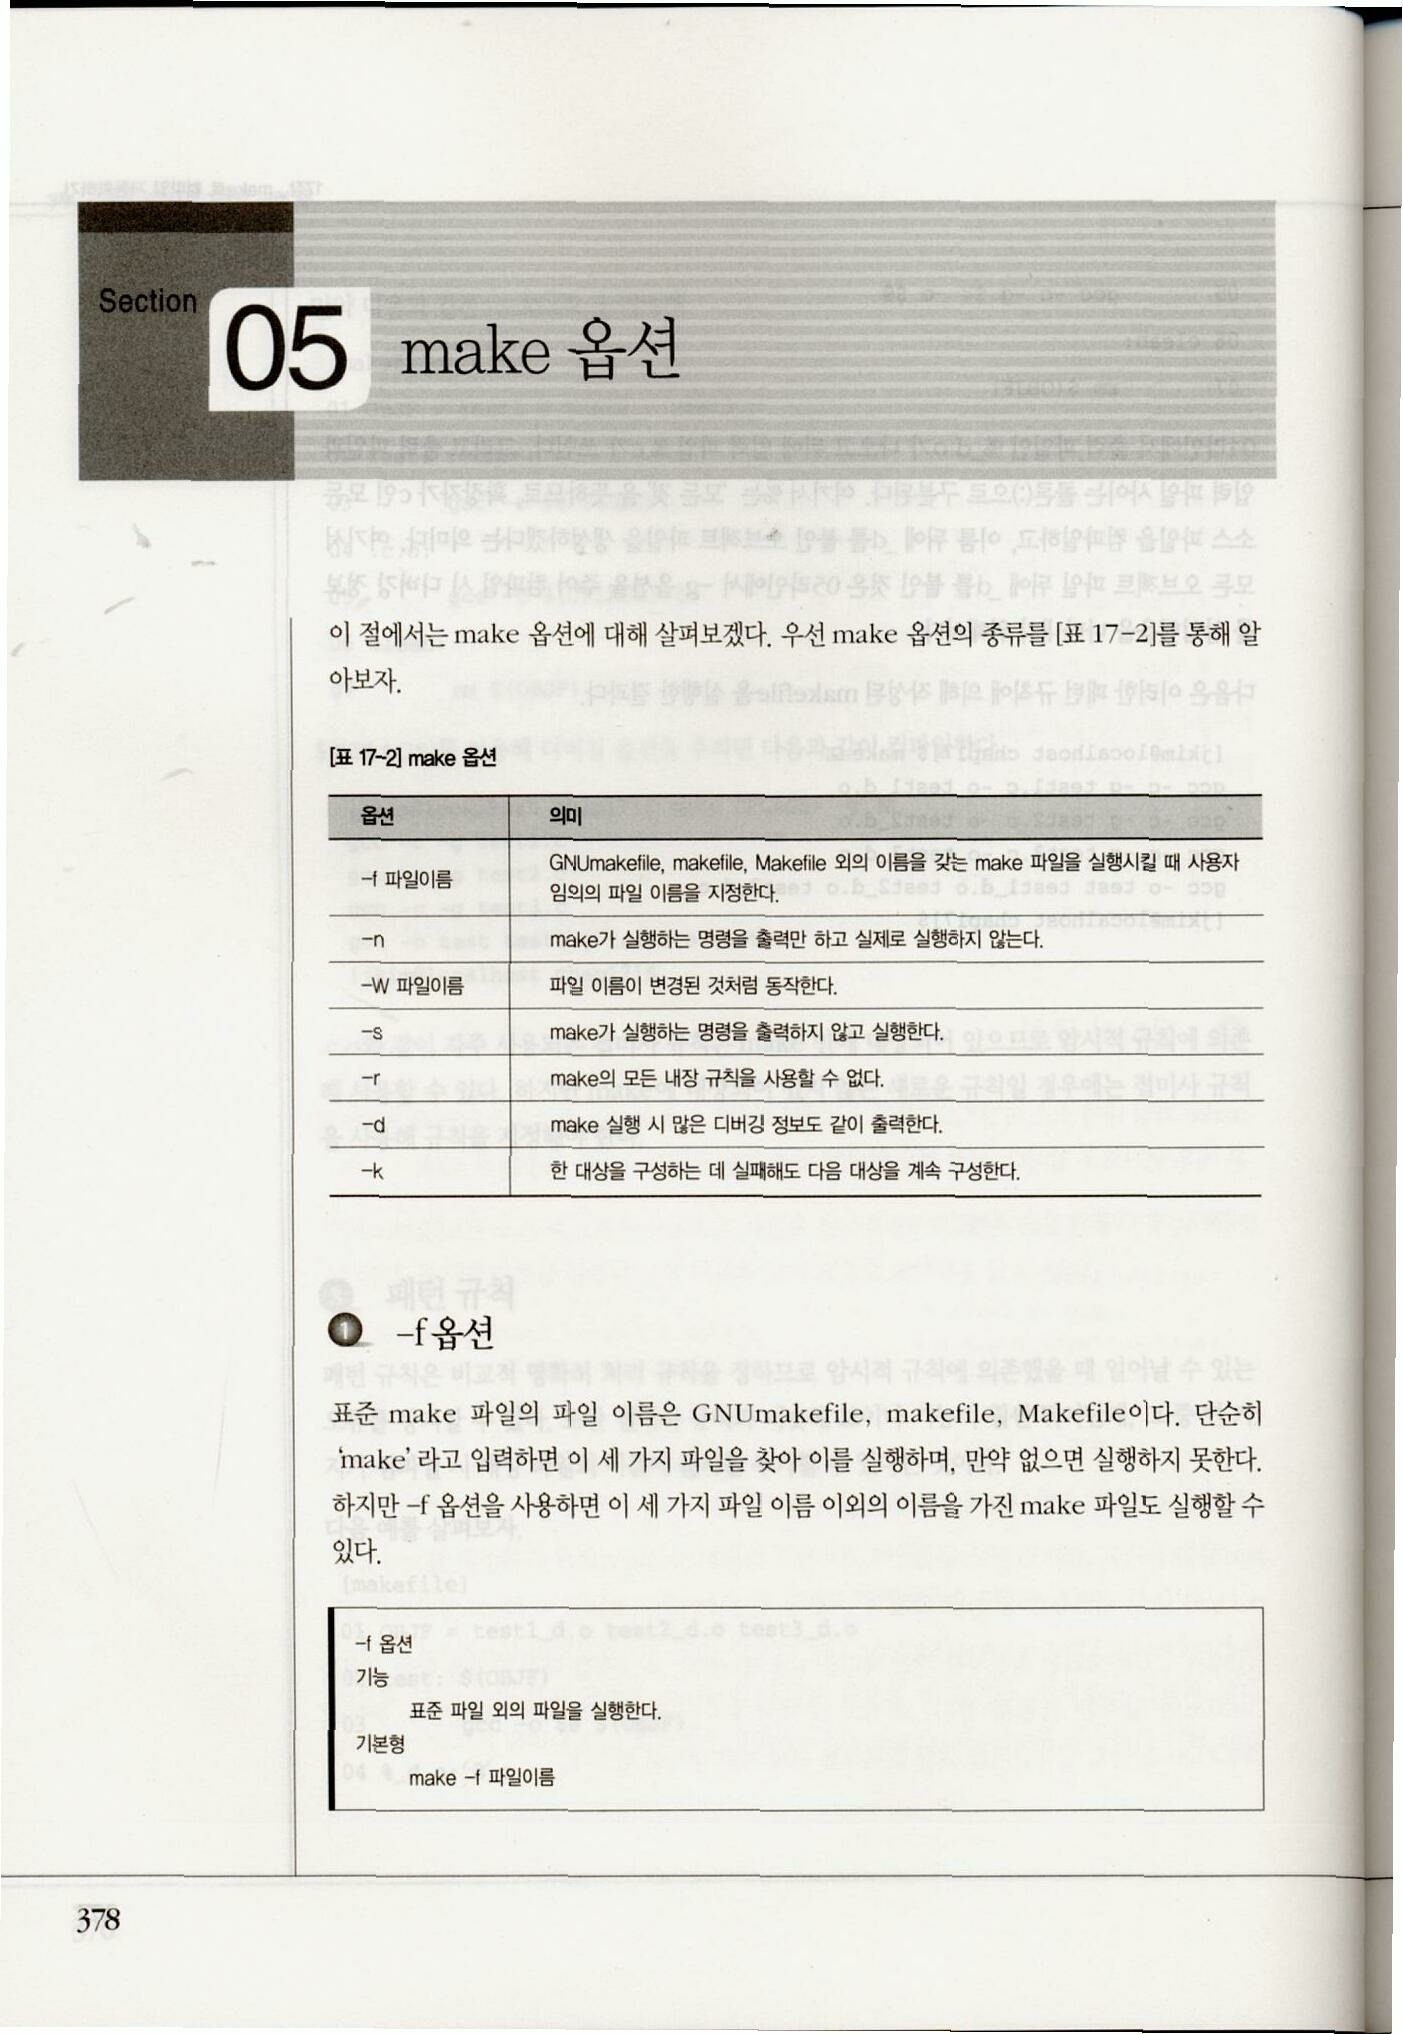 Section
05 make 옵션
이 절에서는 make 옵션에 대해 살펴보겠다. 우선 make 옵션의 종류를 [표 17-2]를 통해 알
아보자.
[표 17-2] make 옵션
옵션 의미
-f 파일이름 GNUmakefile, makefile, Makefile 외의 이름을 갖는 make 파일을 실행시킬 때 사용자
임의의 파일 이름을 지정한다.
-n make가 실행하는 명령을 출력만 하고 실제로 실행하지 않는다.
-W 파일이름 파일 이름이 변경된 것처럼 동작한다.
-s make가 실행하는 명령을 출력하지 않고 실행한다.
-r make의 모든 내장 규칙을 사용할 수 없다.
-d make 실행 시 많은 디버깅 정보도 같이 출력한다.
-k 한 대상을 구성하는 데 실패해도 다음 대상을 계속 구성한다.
1 -f 옵션
표준 make 파일의 파일 이름은 GNUmakefile, makefile, Makefile이다. 단순히
‘make’라고 입력하면 이 세 가지 파일을 찾아 이를 실행하며, 만약 없으면 실행하지 못한다.
하지만 -f 옵션을 사용하면 이 세 가지 파일 이름 이외의 이름을 가진 make 파일도 실행할 수
있다.
-f 옵션
기능
표준 파일 외의 파일을 실행한다.
기본형
make -f 파일이름
378